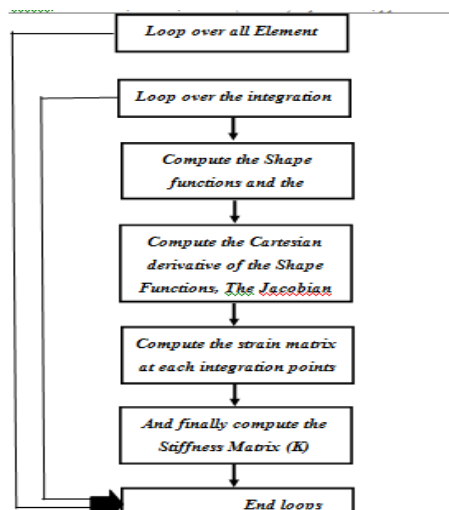 Loop over all Element
Loop over the integration
Compute the Shape
functions and the
Compute the Cartesian
derivative of the Shape
Functions, The Jacobian
Compute the strain matrix
at each integration points
And finally compute the
Stiffness Matrix (K)
End loops